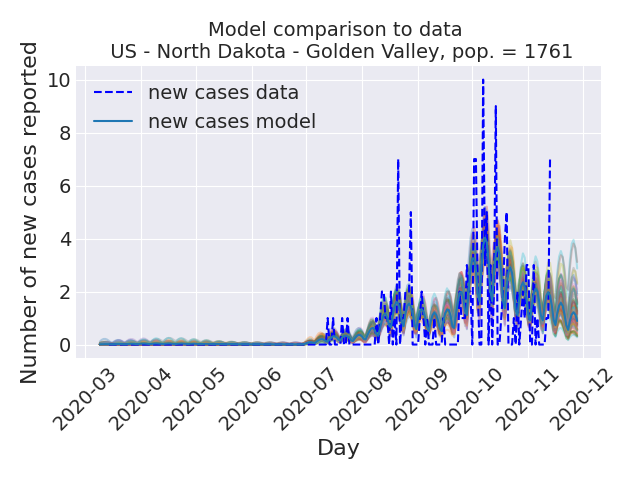 Model comparison to data
US - North Dakota - Golden Valley, pop. = 1761
Number of new cases reported
10
8
6
4
2
0
new cases data
new cases model
2020-03
2020-04
2020-05
2020-06
2020-07
2020-08
2020-09
2020-10
2020-11
2020-12
Day